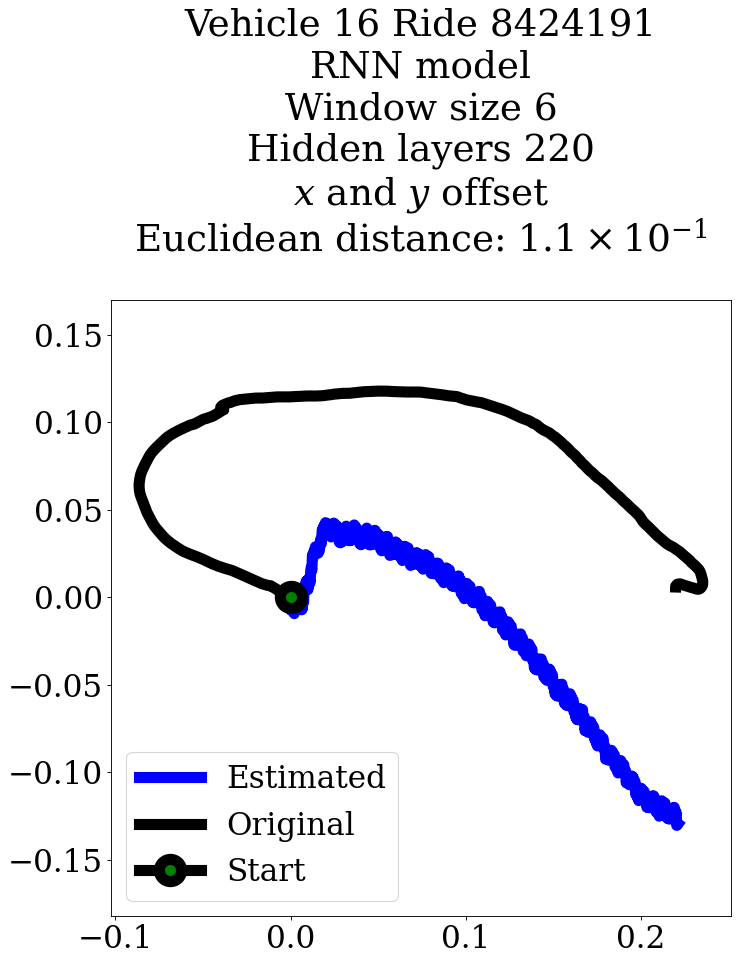 Vehicle 16 Ride 8424191
RNN model
Window size 6
Hidden layers 220
x and y offset
Euclidean distance: 1.1 × 10⁻¹
0.15
0.10
0.05
0.00
−0.05
−0.10
−0.15
Estimated
Original
Start
−0.1
0.0
0.1
0.2